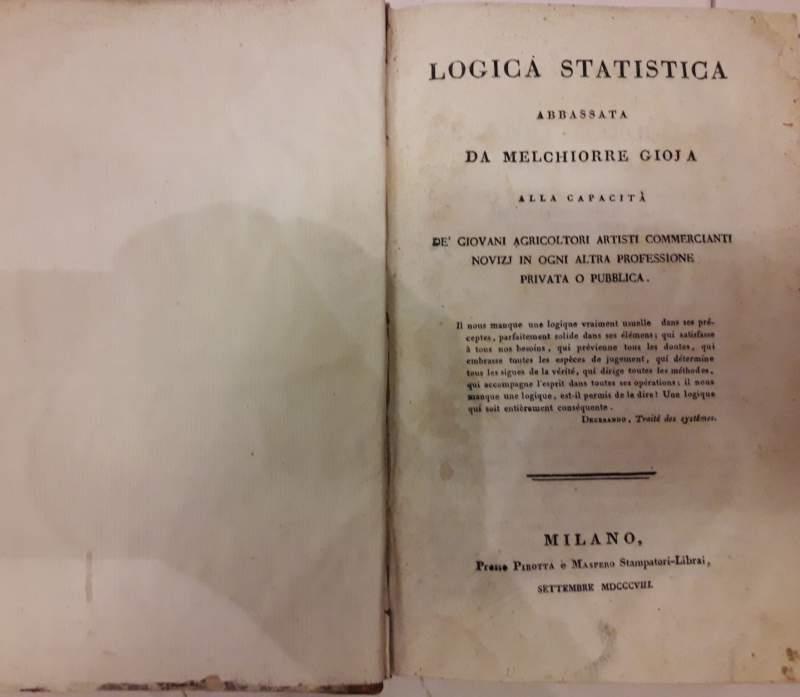 LOGICA STATISTICA
ABBASSATA
DA MELCHIORRE GIOJA
ALLA CAPACITÀ
DE' GIOVANI AGRICOLTORI ARTISTI COMMERCIANTI
NOVIZJ IN OGNI ALTRA PROFESSIONE
PRIVATA O PUBBLICA.
Il nous manque une logique vraiment usuelle dans ses pré-
ceptes, parfaitement solide dans ses élémens; qui satisfasse
à tous nos besoins, qui prévienne tous les doutes, qui
embrasse toutes les espèces de jugement, qui détermine
tous les signes de la vérité, qui dirige toutes les méthodes,
qui accompagne l'esprit dans toutes ses opérations; il nous
manque une logique, est-il permis de le dire! Une logique
qui soit entièrement conséquente.
DEGERANDO, Traité des systèmes.
MILANO,
Presso PIROTTA e MASPERO Stampatori-Librai,
SETTEMBRE MDCCCVIII.